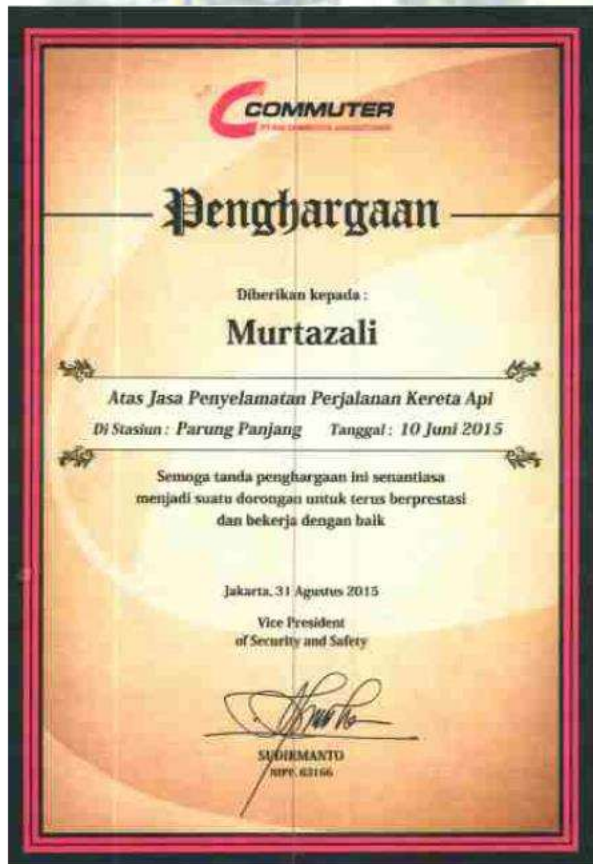 COMMUTER
Penghargaan
Diberikan kepada :
Murtazali
Atas Jasa Penyelamatan Perjalanan Kereta Api
Di Stasiun : Parung Panjang Tanggal : 10 Juni 2015
Semoga tanda penghargaan ini senantiasa
menjadi suatu dorongan untuk terus berprestasi
dan bekerja dengan baik
Jakarta, 31 Agustus 2015
Vice President
of Security and Safety
SUDIRMANTO
NIPP. 63166